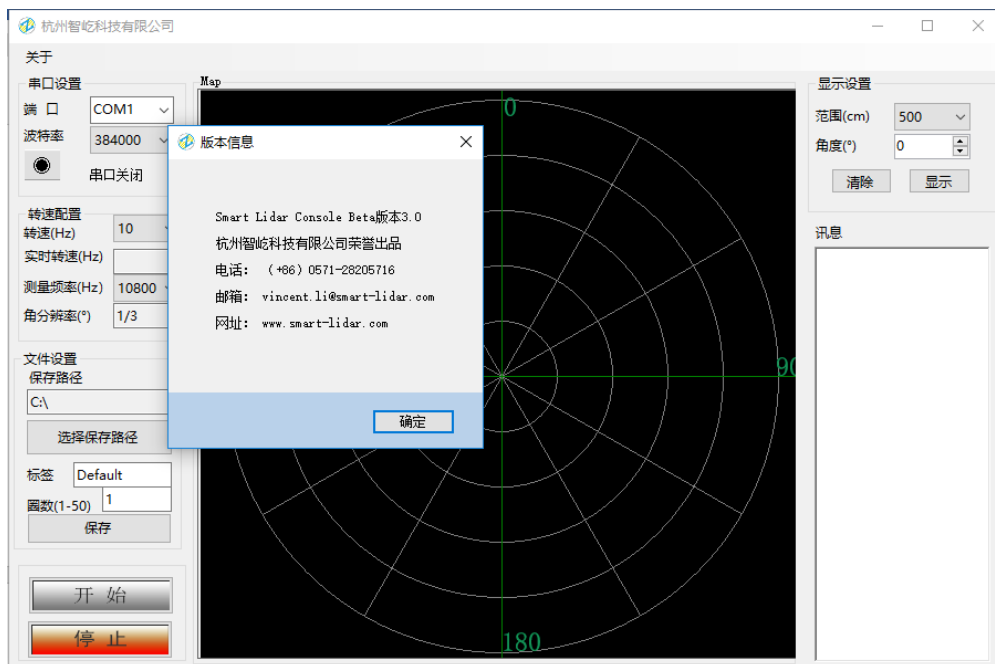 杭州智屹科技有限公司
关于
串口设置
端 口 COM1
波特率 384000
串口关闭
转速配置
转速(Hz) 10
实时转速(Hz)
测量频率(Hz) 10800
角分辨率(°) 1/3
文件设置
保存路径
C:\
选择保存路径
标签 Default
圈数(1-50) 1
保存
开 始
停 止
Map
0
90
180
版本信息
Smart Lidar Console Beta版本3.0
杭州智屹科技有限公司荣誉出品
电话： （+86）0571-28205716
邮箱： vincent.li@smart-lidar.com
网址： www.smart-lidar.com
确定
显示设置
范围(cm) 500
角度(°) 0
清除 显示
讯息